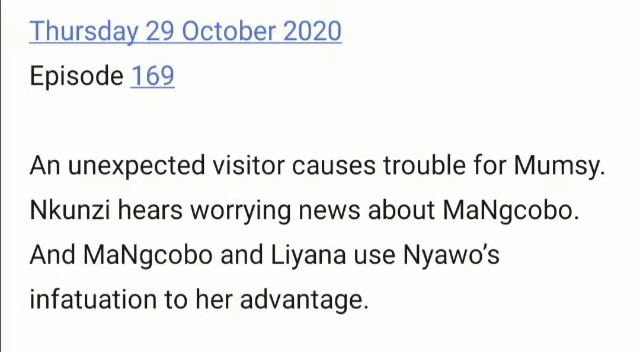 Thursday 29 October 2020
Episode 169
An unexpected visitor causes trouble for Mumsy.
Nkunzi hears worrying news about MaNgcobo.
And MaNgcobo and Liyana use Nyawo’s
infatuation to her advantage.